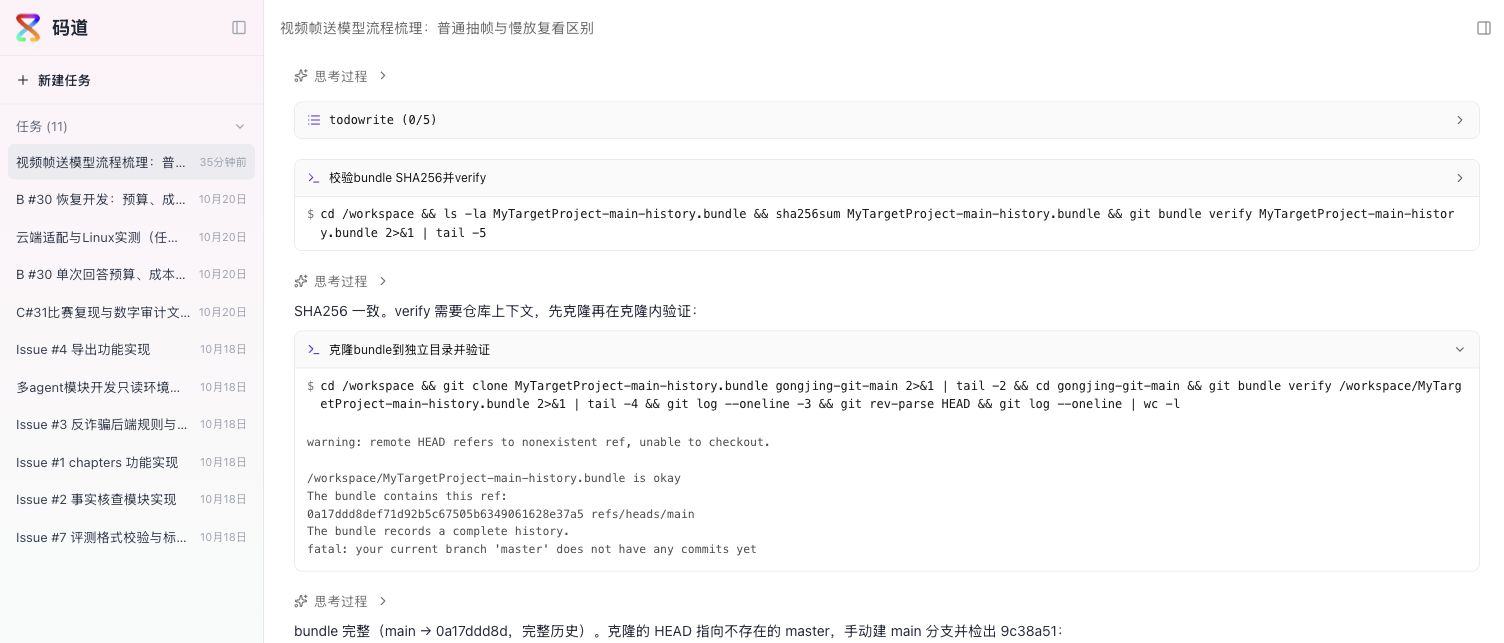 码道
视频帧送模型流程梳理：普通抽帧与慢放复看区别
新建任务
任务 (11)
视频帧送模型流程梳理：普... 35分钟前
B #30 恢复开发：预算、成... 10月20日
云端适配与Linux实测（任... 10月20日
B #30 单次回答预算、成本... 10月20日
C#31比赛复现与数字审计文... 10月20日
Issue #4 导出功能实现 10月18日
多agent模块开发只读环境... 10月18日
Issue #3 反诈骗后端规则与... 10月18日
Issue #1 chapters 功能实现 10月18日
Issue #2 事实核查模块实现 10月18日
Issue #7 评测格式校验与标... 10月18日
思考过程
todowrite (0/5)
校验bundle SHA256并verify
$ cd /workspace && ls -la MyTargetProject-main-history.bundle && sha256sum MyTargetProject-main-history.bundle && git bundle verify MyTargetProject-main-histor
y.bundle 2>&1 | tail -5
思考过程
SHA256 一致。verify 需要仓库上下文，先克隆再在克隆内验证：
克隆bundle到独立目录并验证
$ cd /workspace && git clone MyTargetProject-main-history.bundle gongjing-git-main 2>&1 | tail -2 && cd gongjing-git-main && git bundle verify /workspace/MyTarg
etProject-main-history.bundle 2>&1 | tail -4 && git log --oneline -3 && git rev-parse HEAD && git log --oneline | wc -l
warning: remote HEAD refers to nonexistent ref, unable to checkout.
/workspace/MyTargetProject-main-history.bundle is okay
The bundle contains this ref:
0a17ddd8def71d92b5c67505b6349061628e37a5 refs/heads/main
The bundle records a complete history.
fatal: your current branch 'master' does not have any commits yet
思考过程
bundle 完整（main → 0a17ddd8d，完整历史）。克隆的 HEAD 指向不存在的 master，手动建 main 分支并检出 9c38a51：